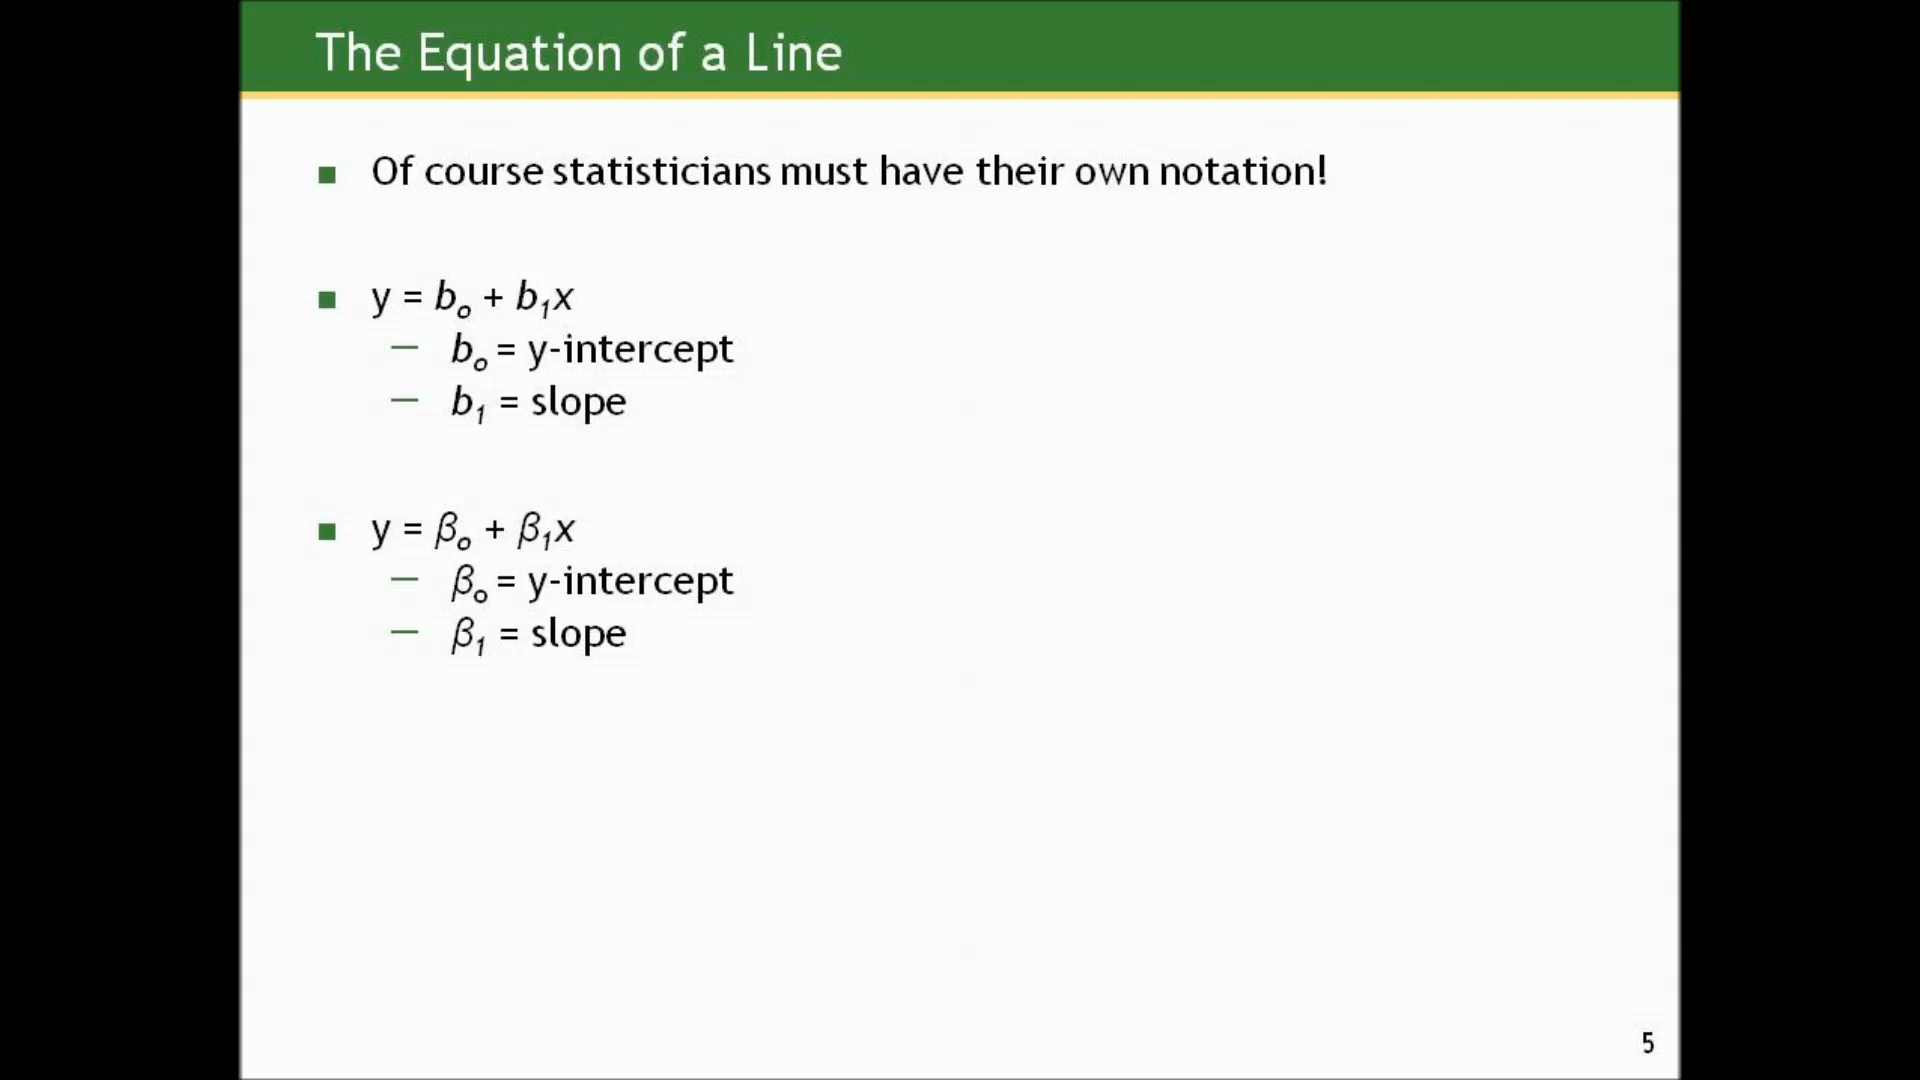 The Equation of a Line
■ Of course statisticians must have their own notation!
■ y = bₒ + b₁x
— bₒ = y-intercept
— b₁ = slope
■ y = βₒ + β₁x
— βₒ = y-intercept
— β₁ = slope
5